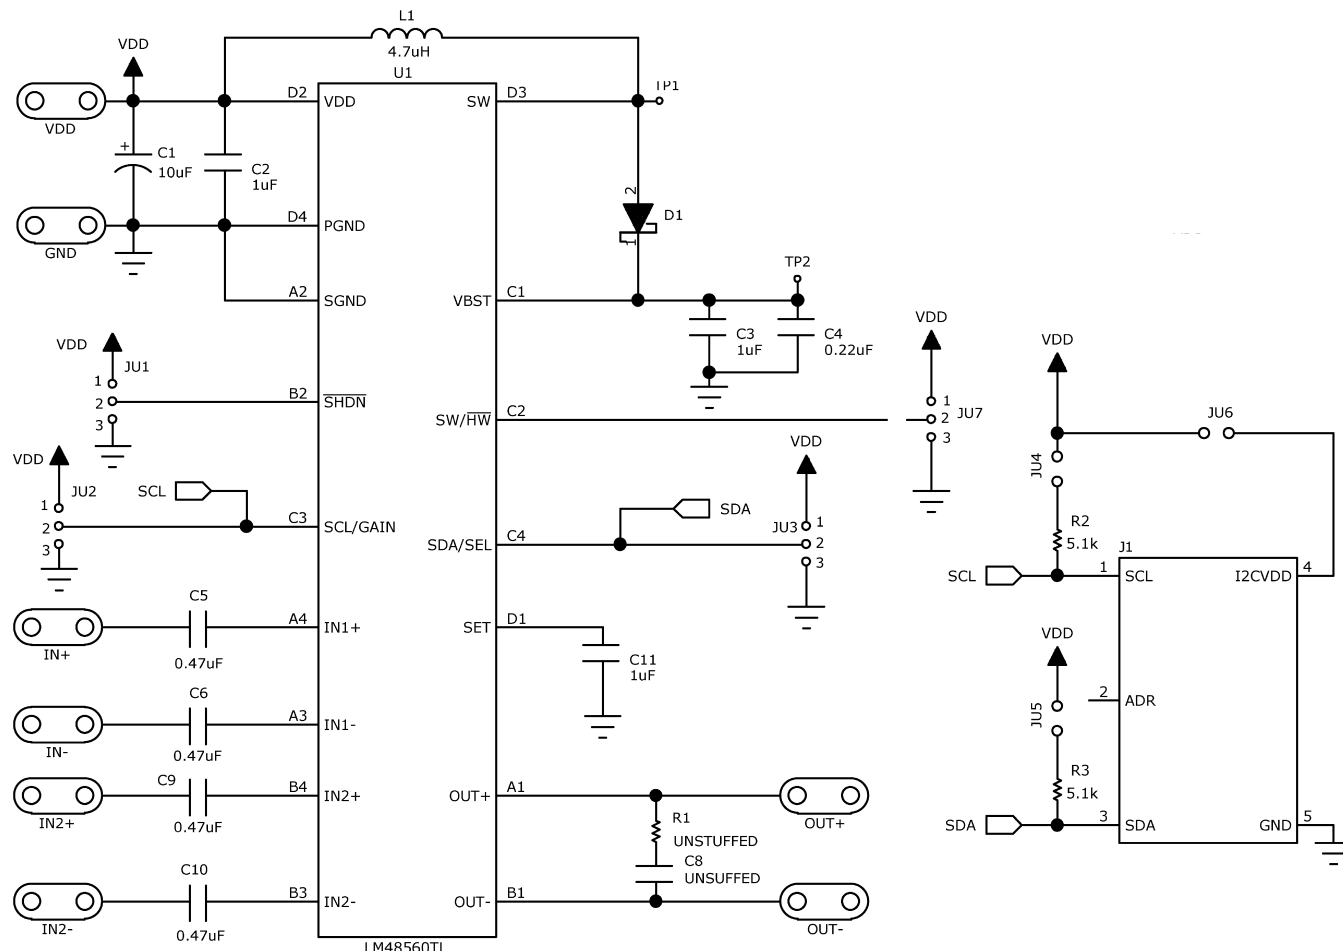 L1
4.7uH
VDD
U1
D2
VDD
SW
D3
TP1
VDD
+
C1
10uF
C2
1uF
2
D1
1
D4
PGND
GND
TP2
A2
SGND
VBST
C1
C3
1uF
C4
0.22uF
VDD
VDD
VDD
JU1
1
2
3
B2
SHDN
SW/HW
C2
1
2
3
JU7
JU6
VDD
JU2
1
2
3
SCL
C3
SCL/GAIN
VDD
SDA
JU3
1
2
3
SDA/SEL
C4
JU4
R2
5.1k
J1
SCL
1
SCL
I2CVDD
4
C5
0.47uF
IN+
A4
IN1+
SET
D1
C11
1uF
VDD
JU5
2
ADR
C6
0.47uF
IN-
A3
IN1-
C9
0.47uF
IN2+
B4
IN2+
OUT+
A1
OUT+
R1
UNSTUFFED
C8
UNSUFFED
R3
5.1k
SDA
3
SDA
GND
5
C10
0.47uF
IN2-
B3
IN2-
OUT-
B1
OUT-
LM48560TL